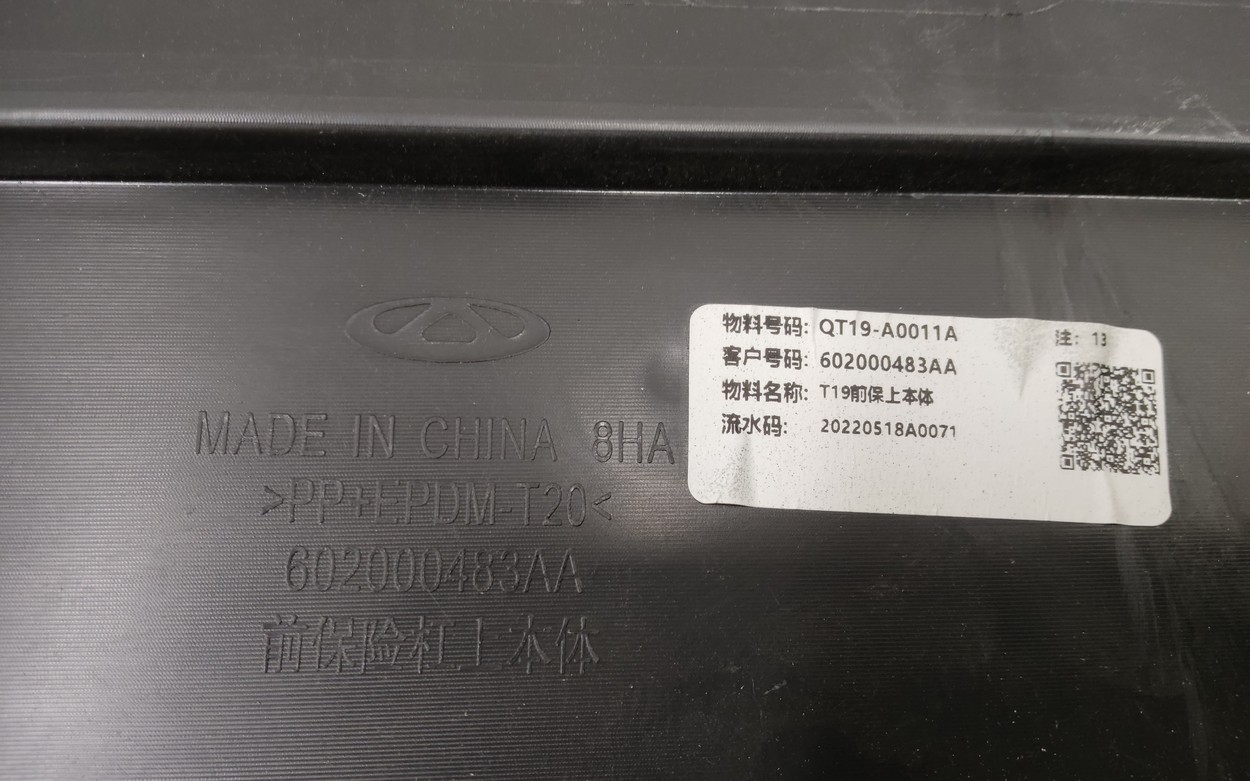 MADE IN CHINA 8HA
>PP+EPDM-T20<
602000483AA
前保险杠上本体
物料号码: QT19-A0011A
客户号码: 602000483AA
物料名称: T19前保上本体
流水码: 20220518A0071
注: 13